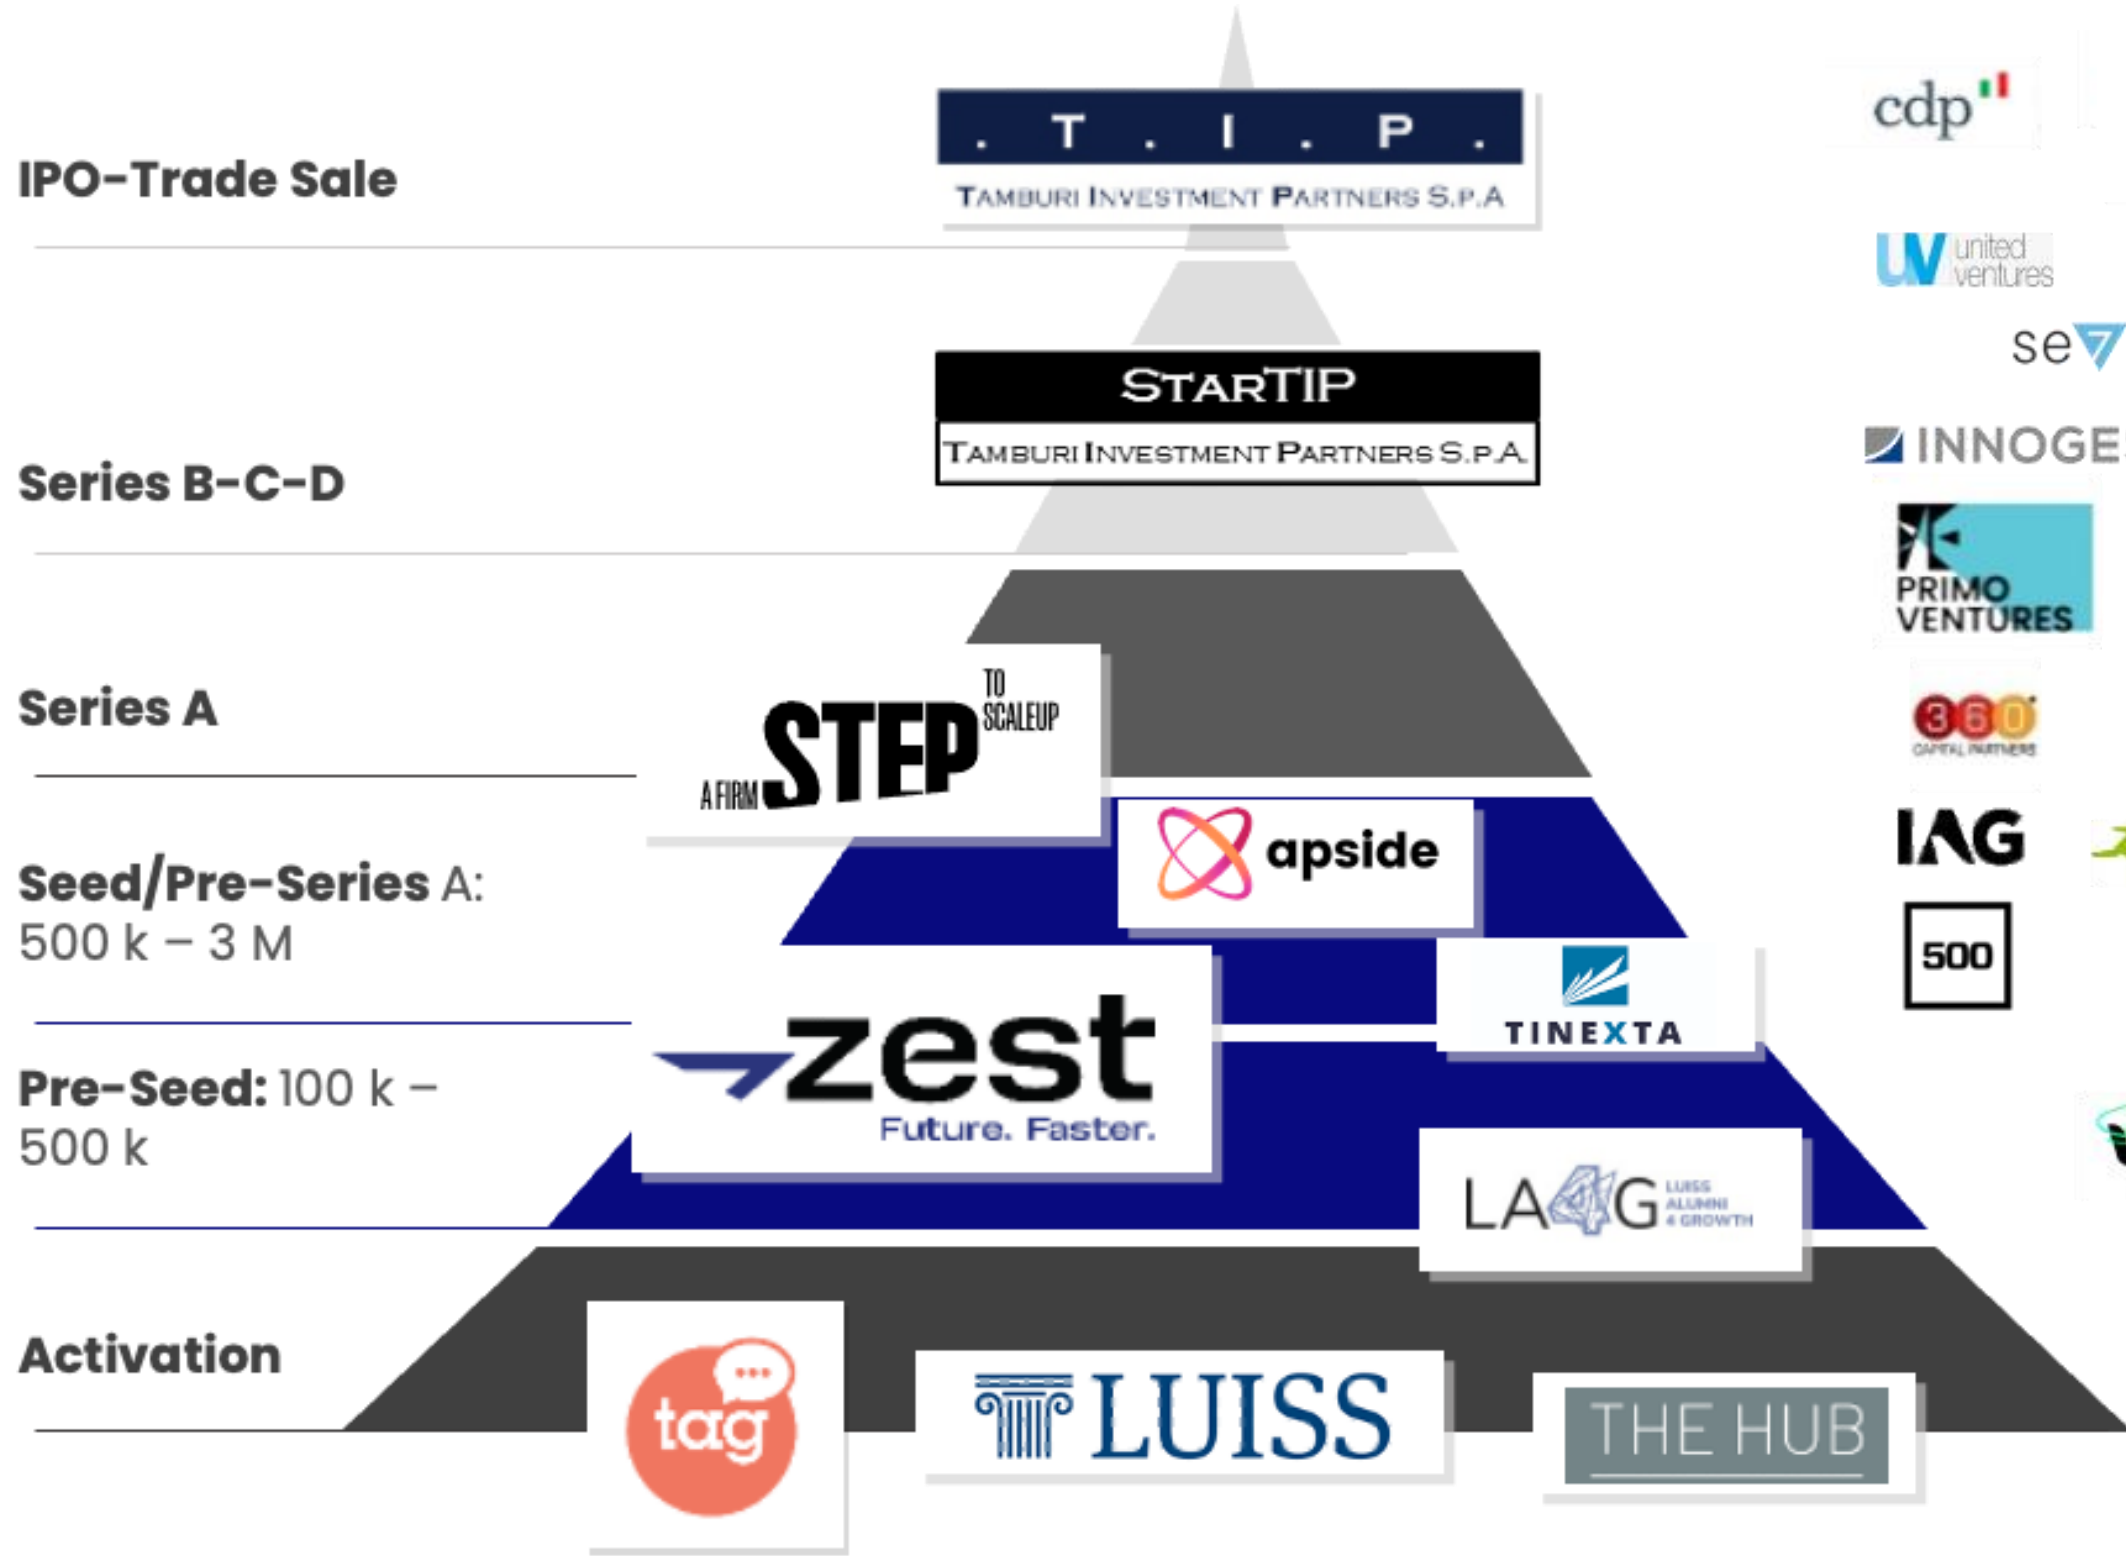 . T . I . P .
TAMBURI INVESTMENT PARTNERS S.P.A
IPO-Trade Sale
cdp
UV united
ventures
STARTIP
TAMBURI INVESTMENT PARTNERS S.P.A.
Series B-C-D
se7
INNOGE
PRIMO
VENTURES
Series A
A FIRM STEP TO
SCALEUP
360
CAPITAL PARTNERS
apside
IAG
Seed/Pre-Series A:
500 k – 3 M
500
TINEXTA
zest
Future. Faster.
Pre-Seed: 100 k –
500 k
LA4G LUISS
ALUMNI
4 GROWTH
Activation
tag
LUISS
THE HUB